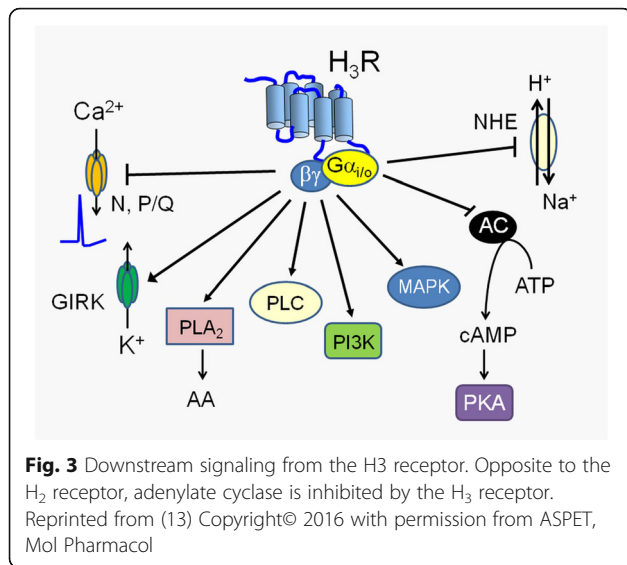 H₃R
H⁺
Ca²⁺
NHE
βγ
Gαi/o
N, P/Q
Na⁺
AC
GIRK
MAPK
ATP
PLC
PLA₂
PI3K
cAMP
K⁺
AA
PKA
Fig. 3 Downstream signaling from the H3 receptor. Opposite to the
H₂ receptor, adenylate cyclase is inhibited by the H₃ receptor.
Reprinted from (13) Copyright© 2016 with permission from ASPET,
Mol Pharmacol